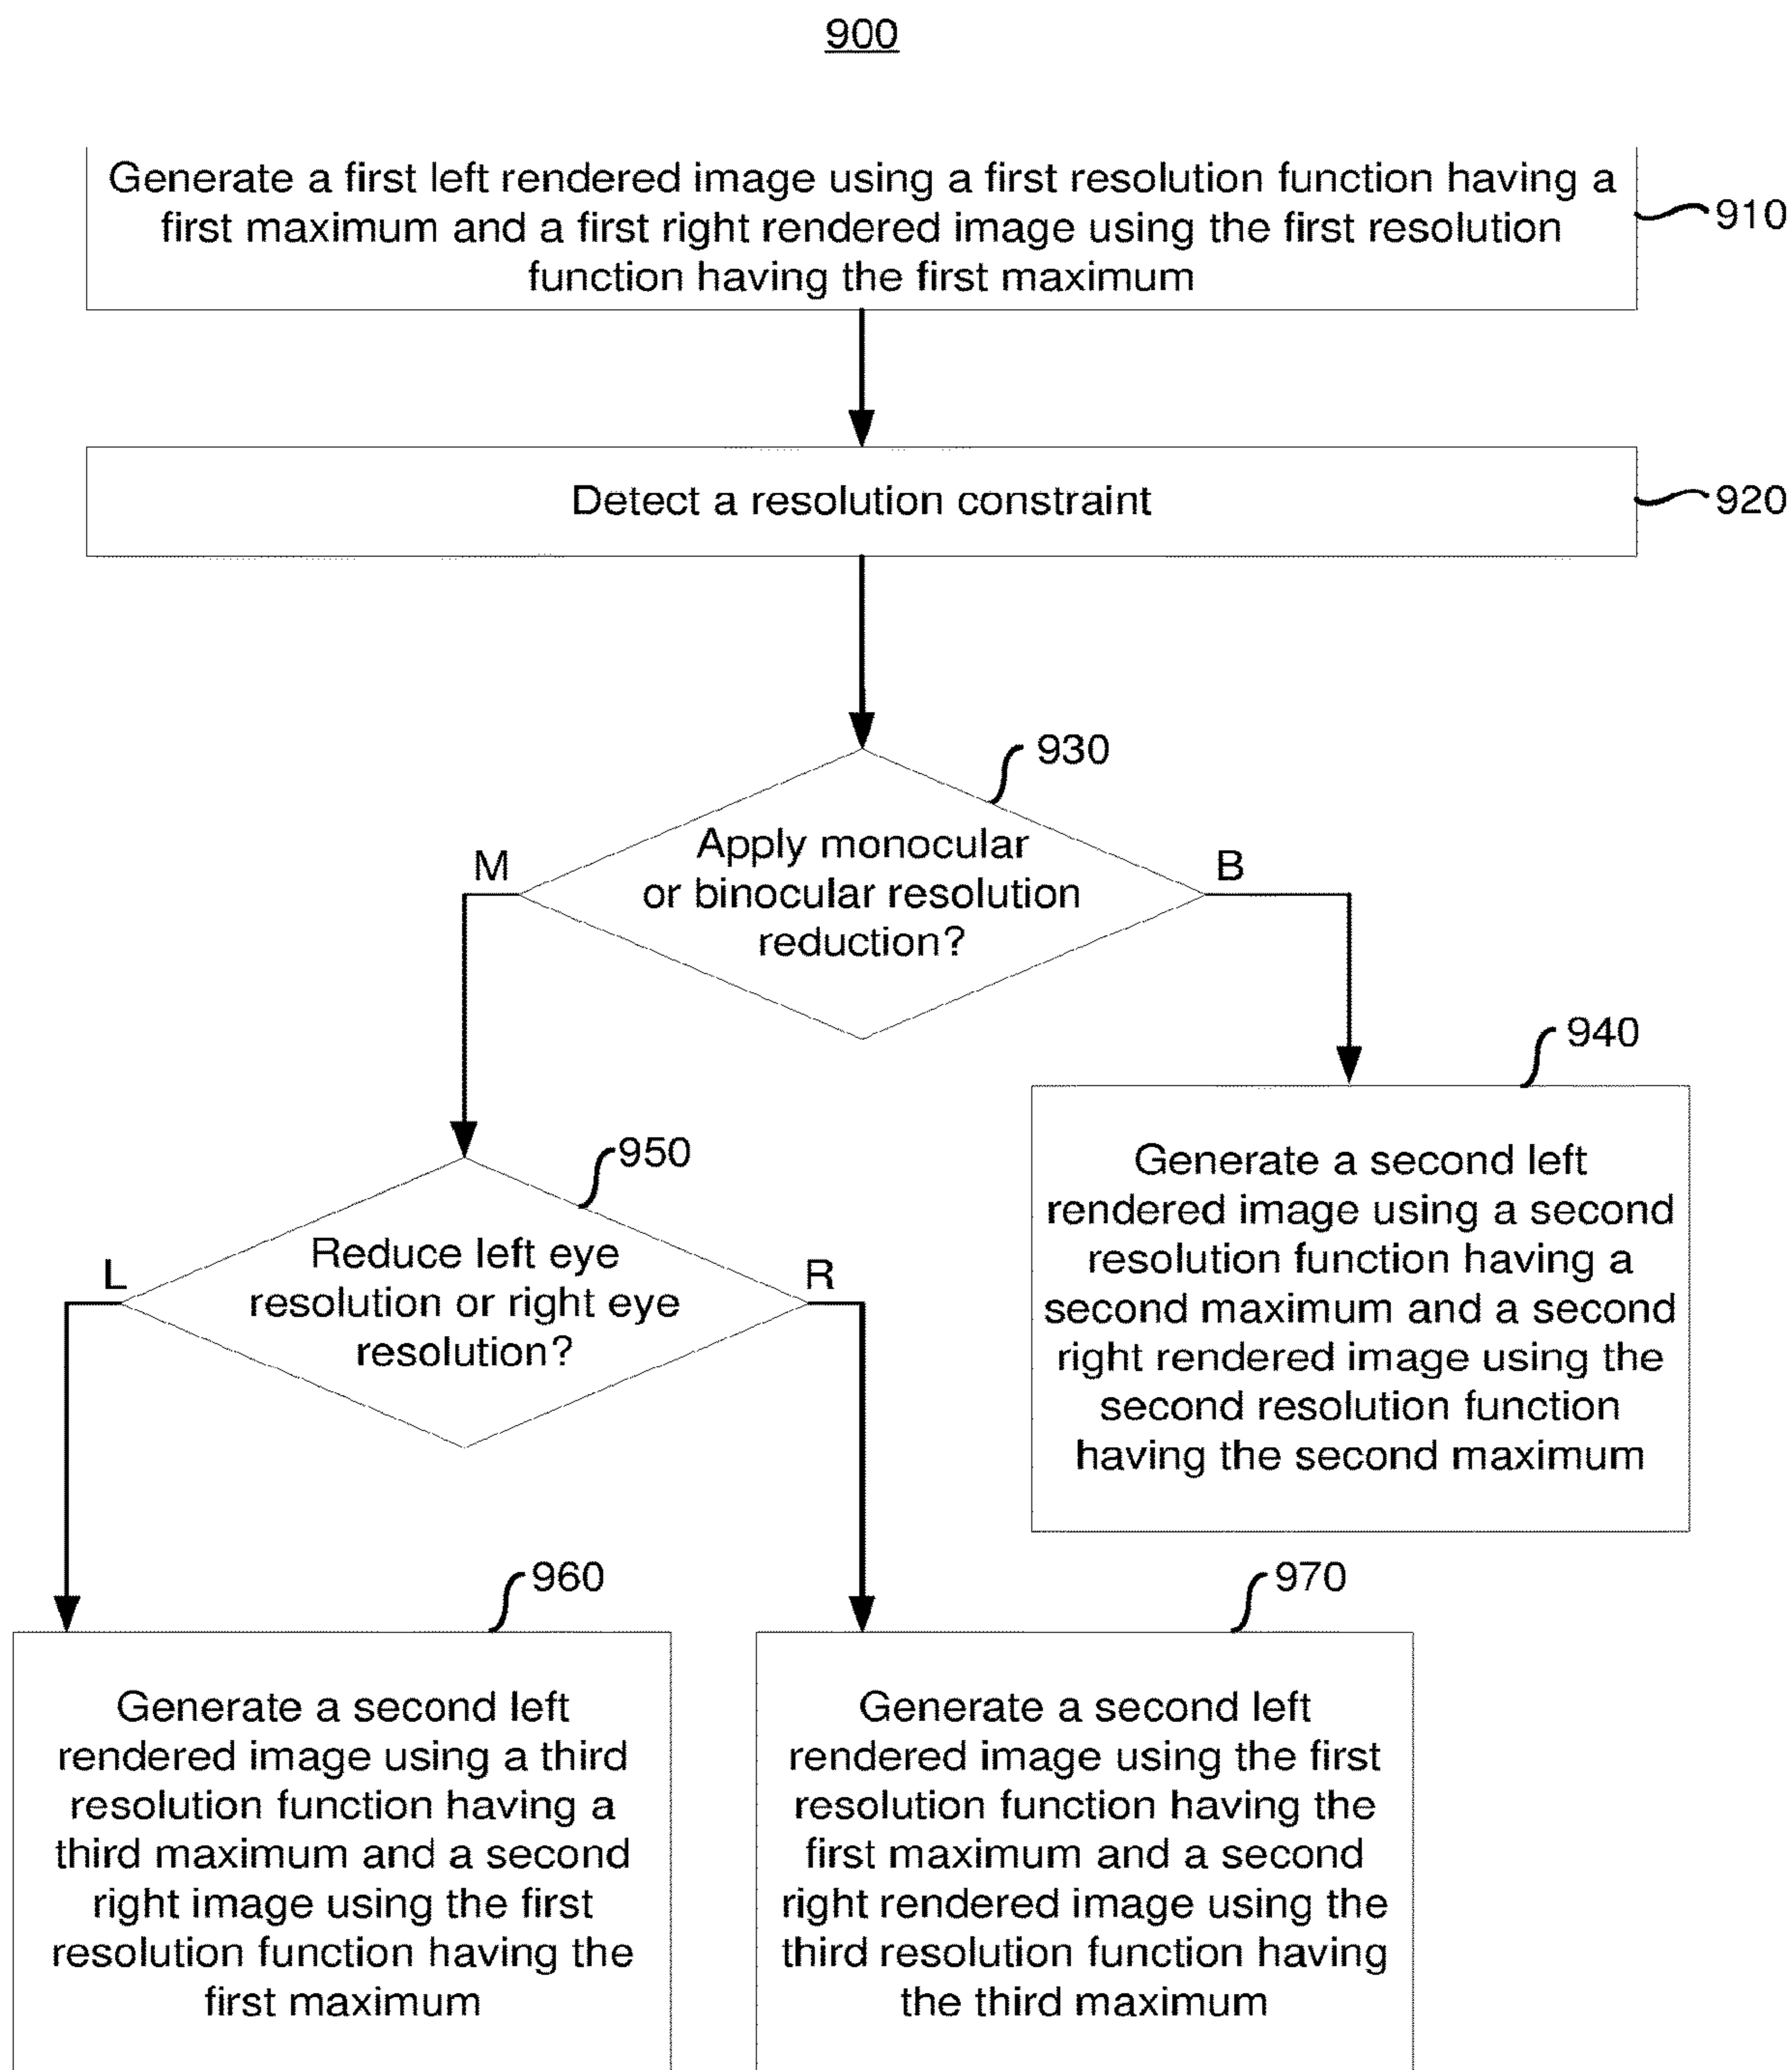 900
Generate a first left rendered image using a first resolution function having a
first maximum and a first right rendered image using the first resolution
function having the first maximum
910
Detect a resolution constraint
920
930
Apply monocular
or binocular resolution
reduction?
M
B
940
Generate a second left
rendered image using a second
resolution function having a
second maximum and a second
right rendered image using the
second resolution function
having the second maximum
950
Reduce left eye
resolution or right eye
resolution?
L
R
960
Generate a second left
rendered image using a third
resolution function having a
third maximum and a second
right image using the first
resolution function having the
first maximum
970
Generate a second left
rendered image using the first
resolution function having the
first maximum and a second
right rendered image using the
third resolution function having
the third maximum